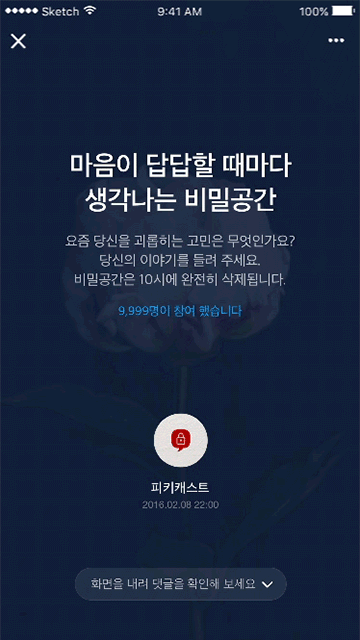 Sketch 9:41 AM 100%
마음이 답답할 때마다
생각나는 비밀공간
요즘 당신을 괴롭히는 고민은 무엇인가요?
당신의 이야기를 들려 주세요.
비밀공간은 10시에 완전히 삭제됩니다.
9,999명이 참여 했습니다
피키캐스트
2016.02.08 22:00
화면을 내려 댓글을 확인해 보세요